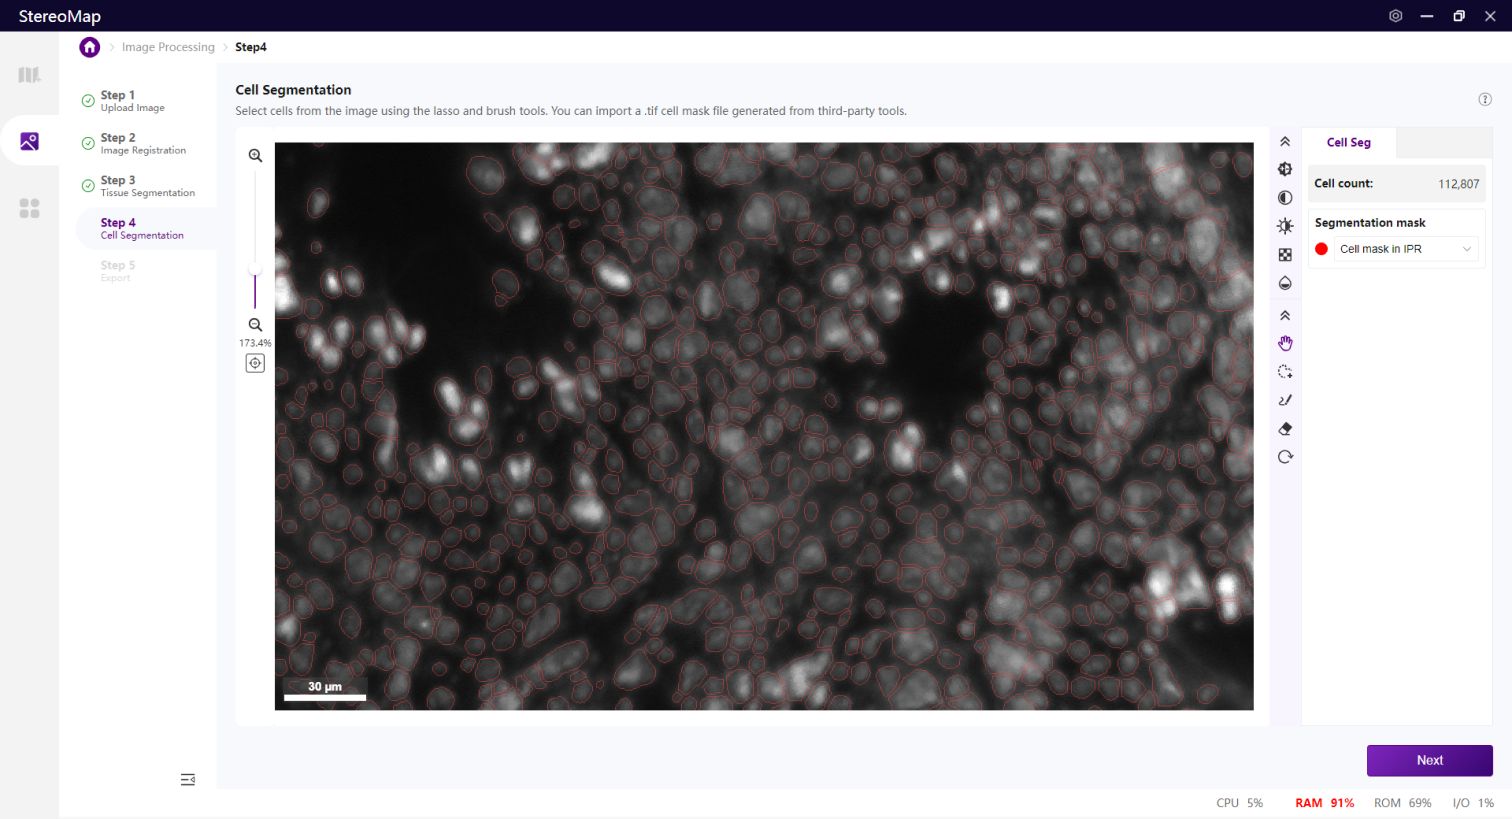 StereoMap
Image Processing
Step4
Step 1
Upload Image
Step 2
Image Registration
Step 3
Tissue Segmentation
Step 4
Cell Segmentation
Step 5
Export
Cell Segmentation
Select cells from the image using the lasso and brush tools. You can import a .tif cell mask file generated from third-party tools.
173.4%
30 μm
Cell Seg
Cell count: 112,807
Segmentation mask
Cell mask in IPR
Next
CPU 5% RAM 91% ROM 69% I/O 1%